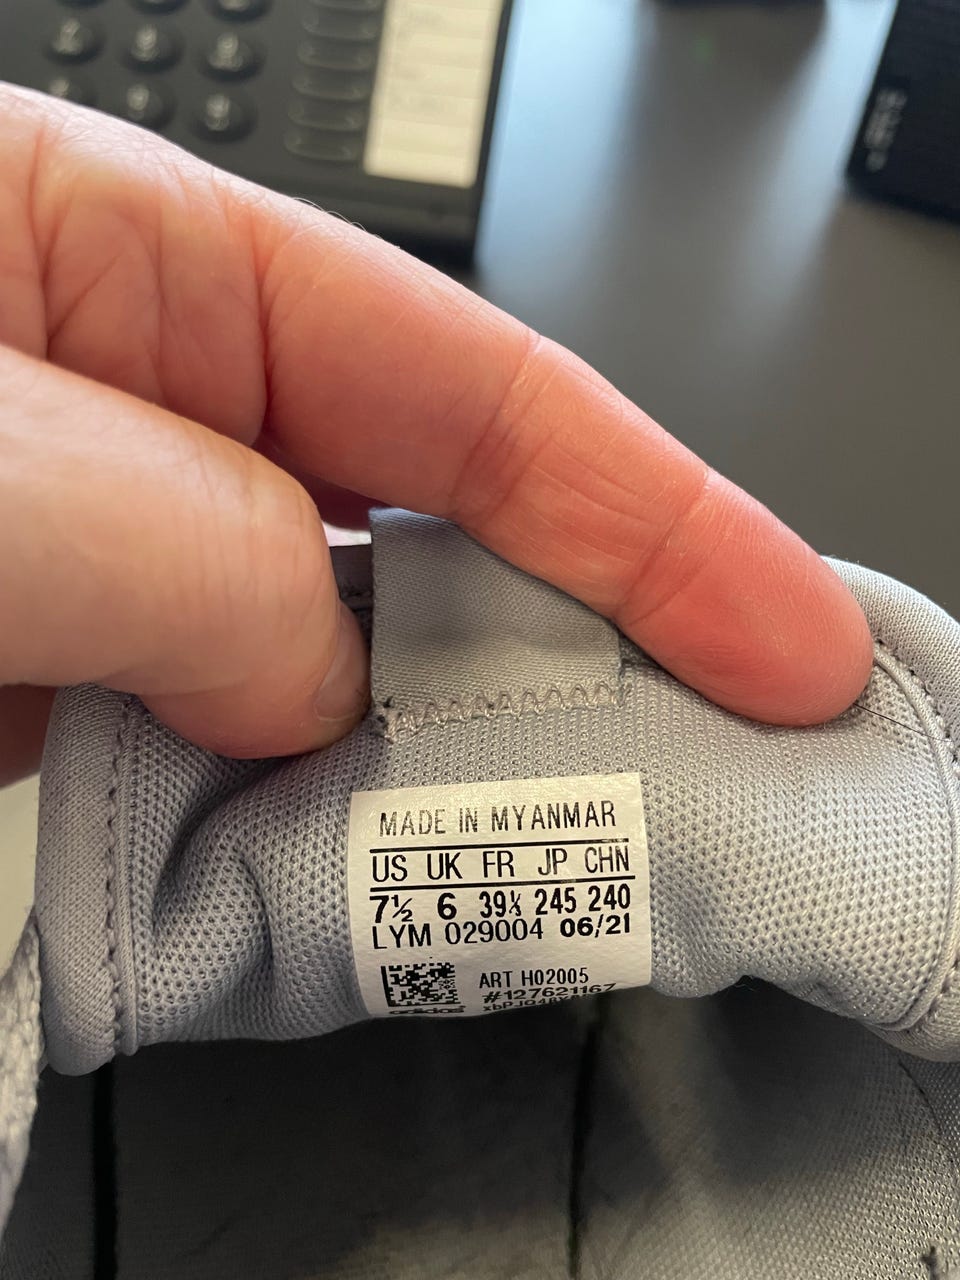 MADE IN MYANMAR
US UK FR JP CHN
7½ 6 39⅓ 245 240
LYM 029004 06/21
ART H02005
#127621167
adidas